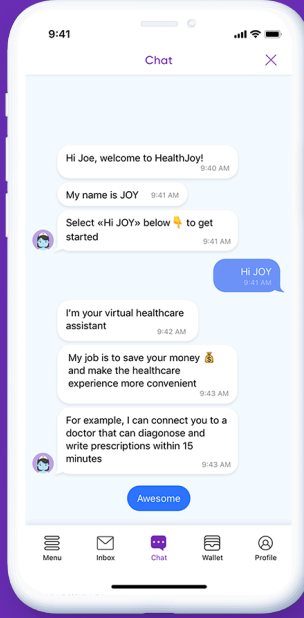 9:41
Chat
Hi Joe, welcome to HealthJoy!
9:40 AM
My name is JOY 9:41 AM
Select «Hi JOY» below 👇 to get
started
9:41 AM
Hi JOY
9:41 AM
I'm your virtual healthcare
assistant
9:42 AM
My job is to save your money 💰
and make the healthcare
experience more convenient
9:43 AM
For example, I can connect you to a
doctor that can diagonose and
write prescriptions within 15
minutes
9:43 AM
Awesome
Menu Inbox Chat Wallet Profile